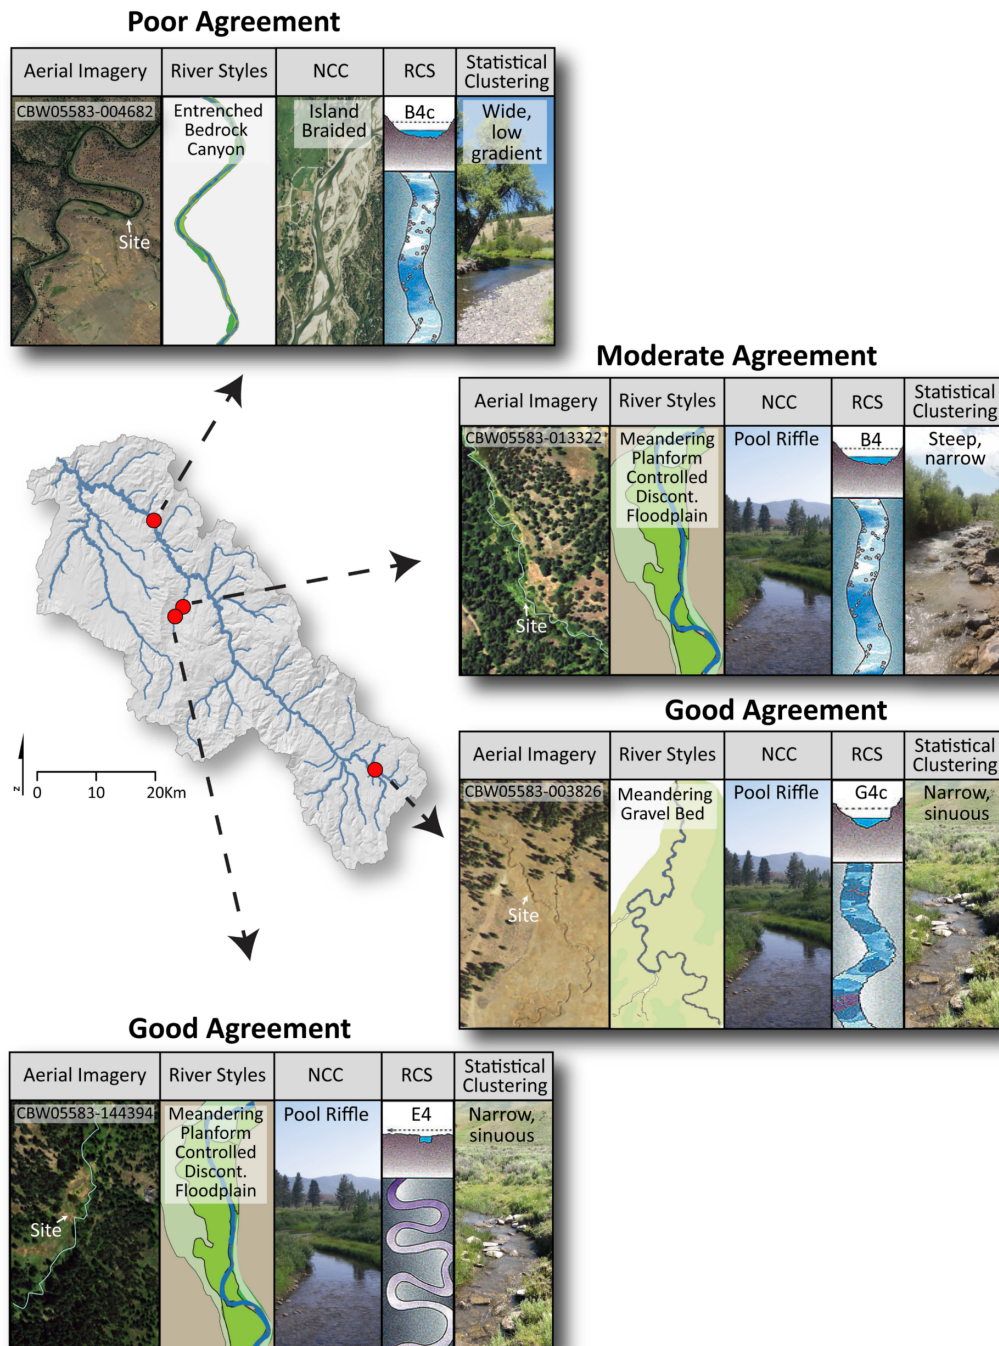 Poor Agreement
Aerial Imagery
River Styles
NCC
RCS
Statistical
Clustering
CBW05583-004682
Site
Entrenched
Bedrock
Canyon
Island
Braided
B4c
Wide,
low
gradient
Moderate Agreement
Aerial Imagery
River Styles
NCC
RCS
Statistical
Clustering
CBW05583-013322
Site
Meandering
Planform
Controlled
Discont.
Floodplain
Pool Riffle
B4
Steep,
narrow
Good Agreement
Aerial Imagery
River Styles
NCC
RCS
Statistical
Clustering
CBW05583-003826
Site
Meandering
Gravel Bed
Pool Riffle
G4c
Narrow,
sinuous
z
0 10 20Km
Good Agreement
Aerial Imagery
River Styles
NCC
RCS
Statistical
Clustering
CBW05583-144394
Site
Meandering
Planform
Controlled
Discont.
Floodplain
Pool Riffle
E4
Narrow,
sinuous